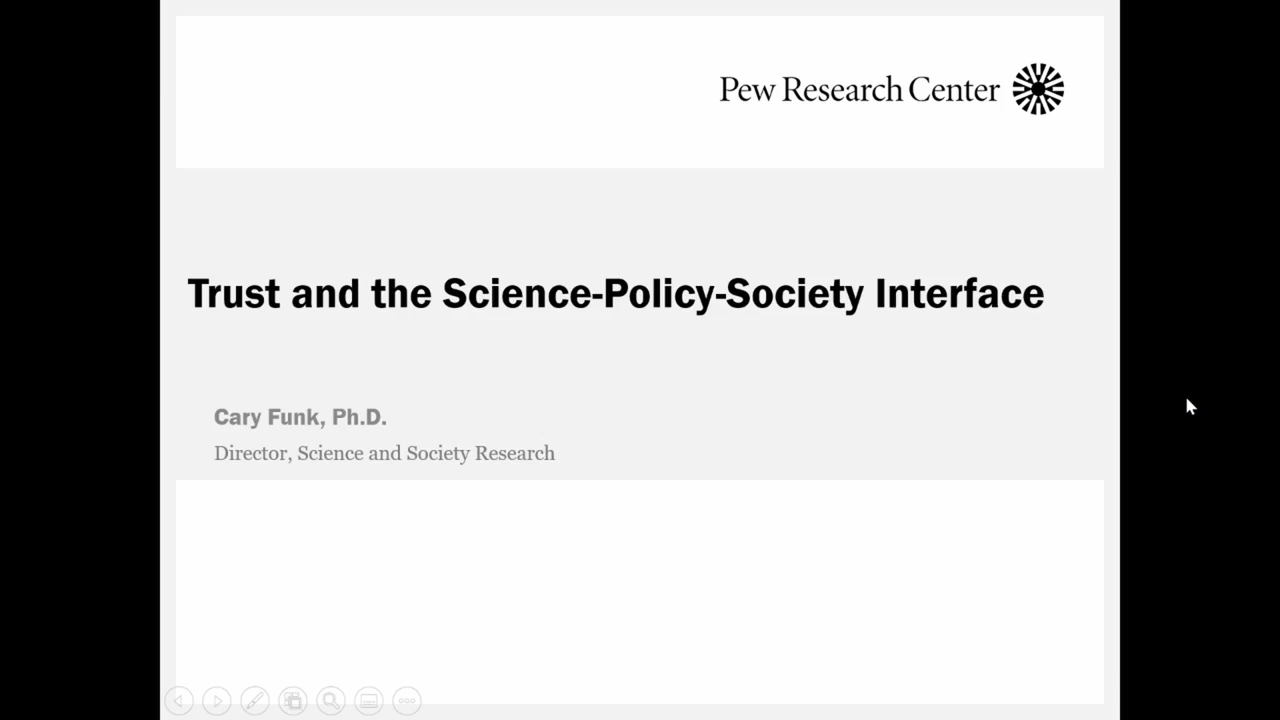 Pew Research Center
Trust and the Science-Policy-Society Interface
Cary Funk, Ph.D.
Director, Science and Society Research